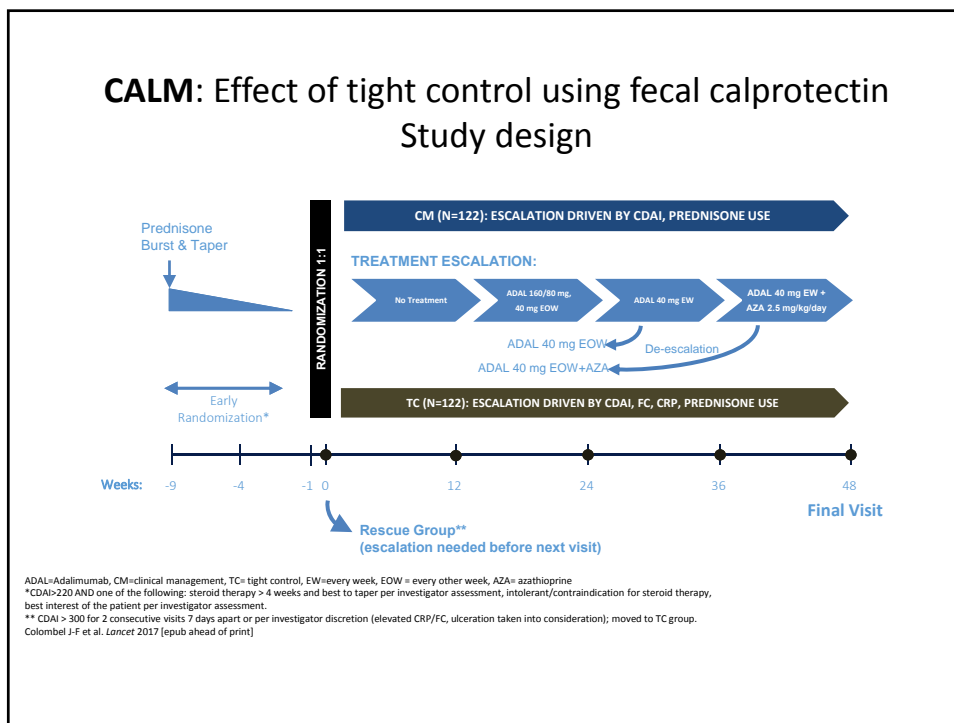 CALM: Effect of tight control using fecal calprotectin
Study design
CM (N=122): ESCALATION DRIVEN BY CDAI, PREDNISONE USE
Prednisone
Burst & Taper
RANDOMIZATION 1:1
TREATMENT ESCALATION:
No Treatment
ADAL 160/80 mg,
40 mg EOW
ADAL 40 mg EW
ADAL 40 mg EW +
AZA 2.5 mg/kg/day
ADAL 40 mg EOW
De-escalation
ADAL 40 mg EOW+AZA
Early
Randomization*
TC (N=122): ESCALATION DRIVEN BY CDAI, FC, CRP, PREDNISONE USE
Weeks:
-9
-4
-1
0
12
24
36
48
Final Visit
Rescue Group**
(escalation needed before next visit)
ADAL=Adalimumab, CM=clinical management, TC= tight control, EW=every week, EOW = every other week, AZA= azathioprine
*CDAI>220 AND one of the following: steroid therapy > 4 weeks and best to taper per investigator assessment, intolerant/contraindication for steroid therapy,
best interest of the patient per investigator assessment.
** CDAI > 300 for 2 consecutive visits 7 days apart or per investigator discretion (elevated CRP/FC, ulceration taken into consideration); moved to TC group.
Colombel J-F et al. Lancet 2017 [epub ahead of print]